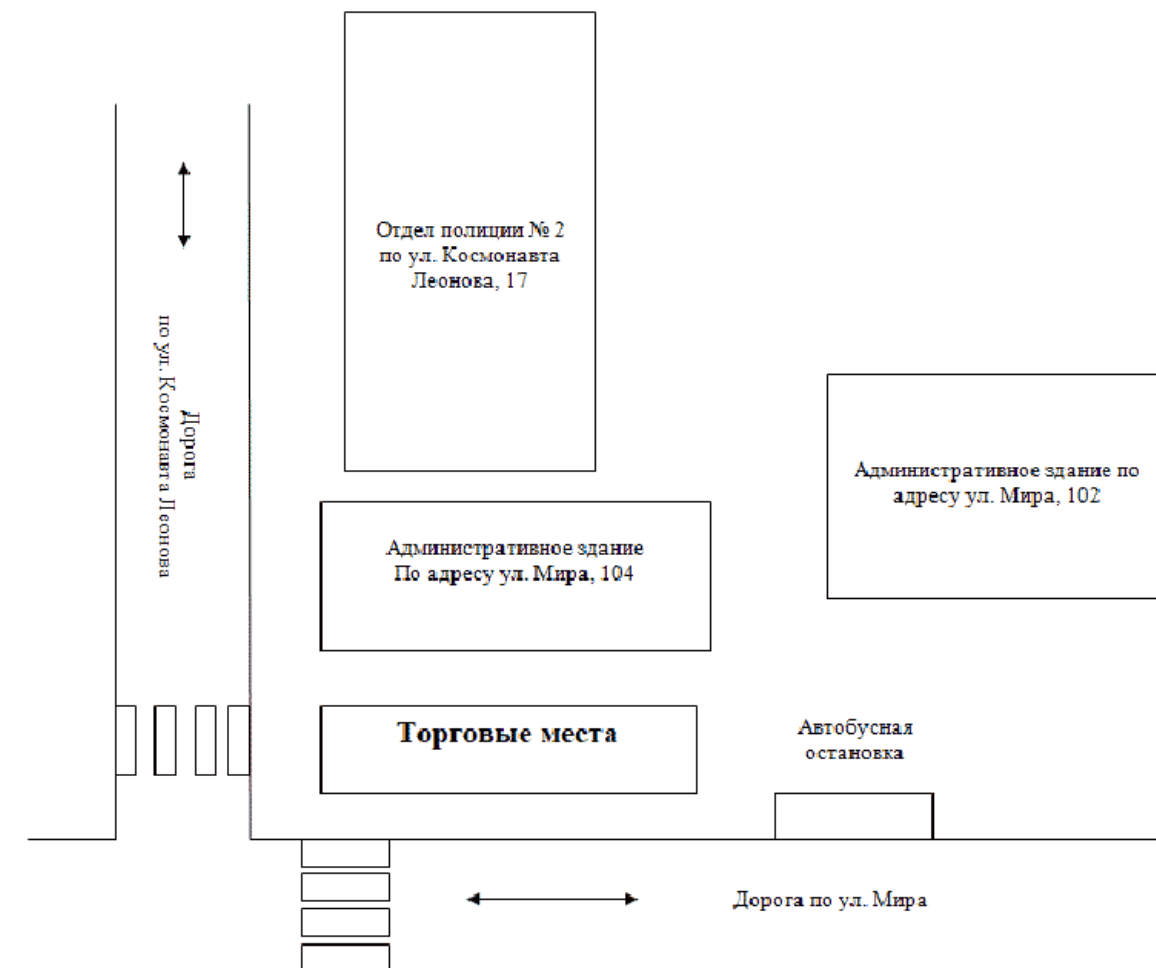 Отдел полиции № 2
по ул. Космонавта
Леонова, 17
Дорога
по ул. Космонавта Леонова
Административное здание по
адресу ул. Мира, 102
Административное здание
По адресу ул. Мира, 104
Торговые места
Автобусная
остановка
Дорога по ул. Мира